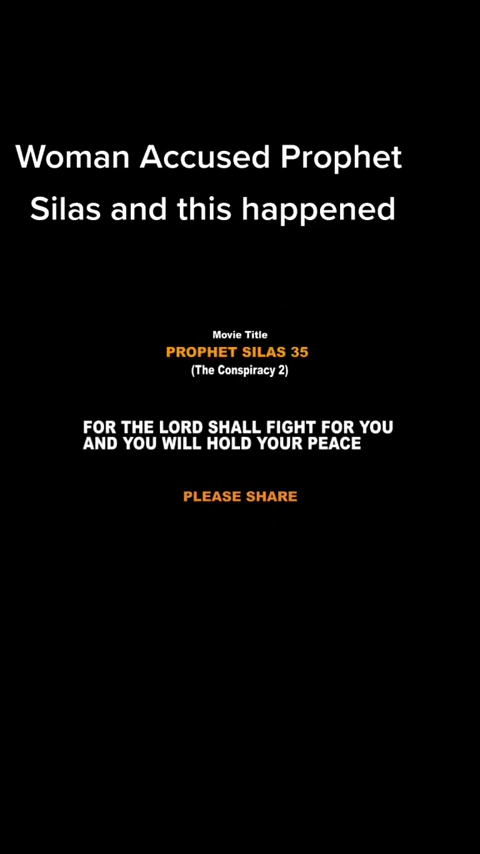 Woman Accused Prophet
Silas and this happened
Movie Title
PROPHET SILAS 35
(The Conspiracy 2)
FOR THE LORD SHALL FIGHT FOR YOU
AND YOU WILL HOLD YOUR PEACE
PLEASE SHARE